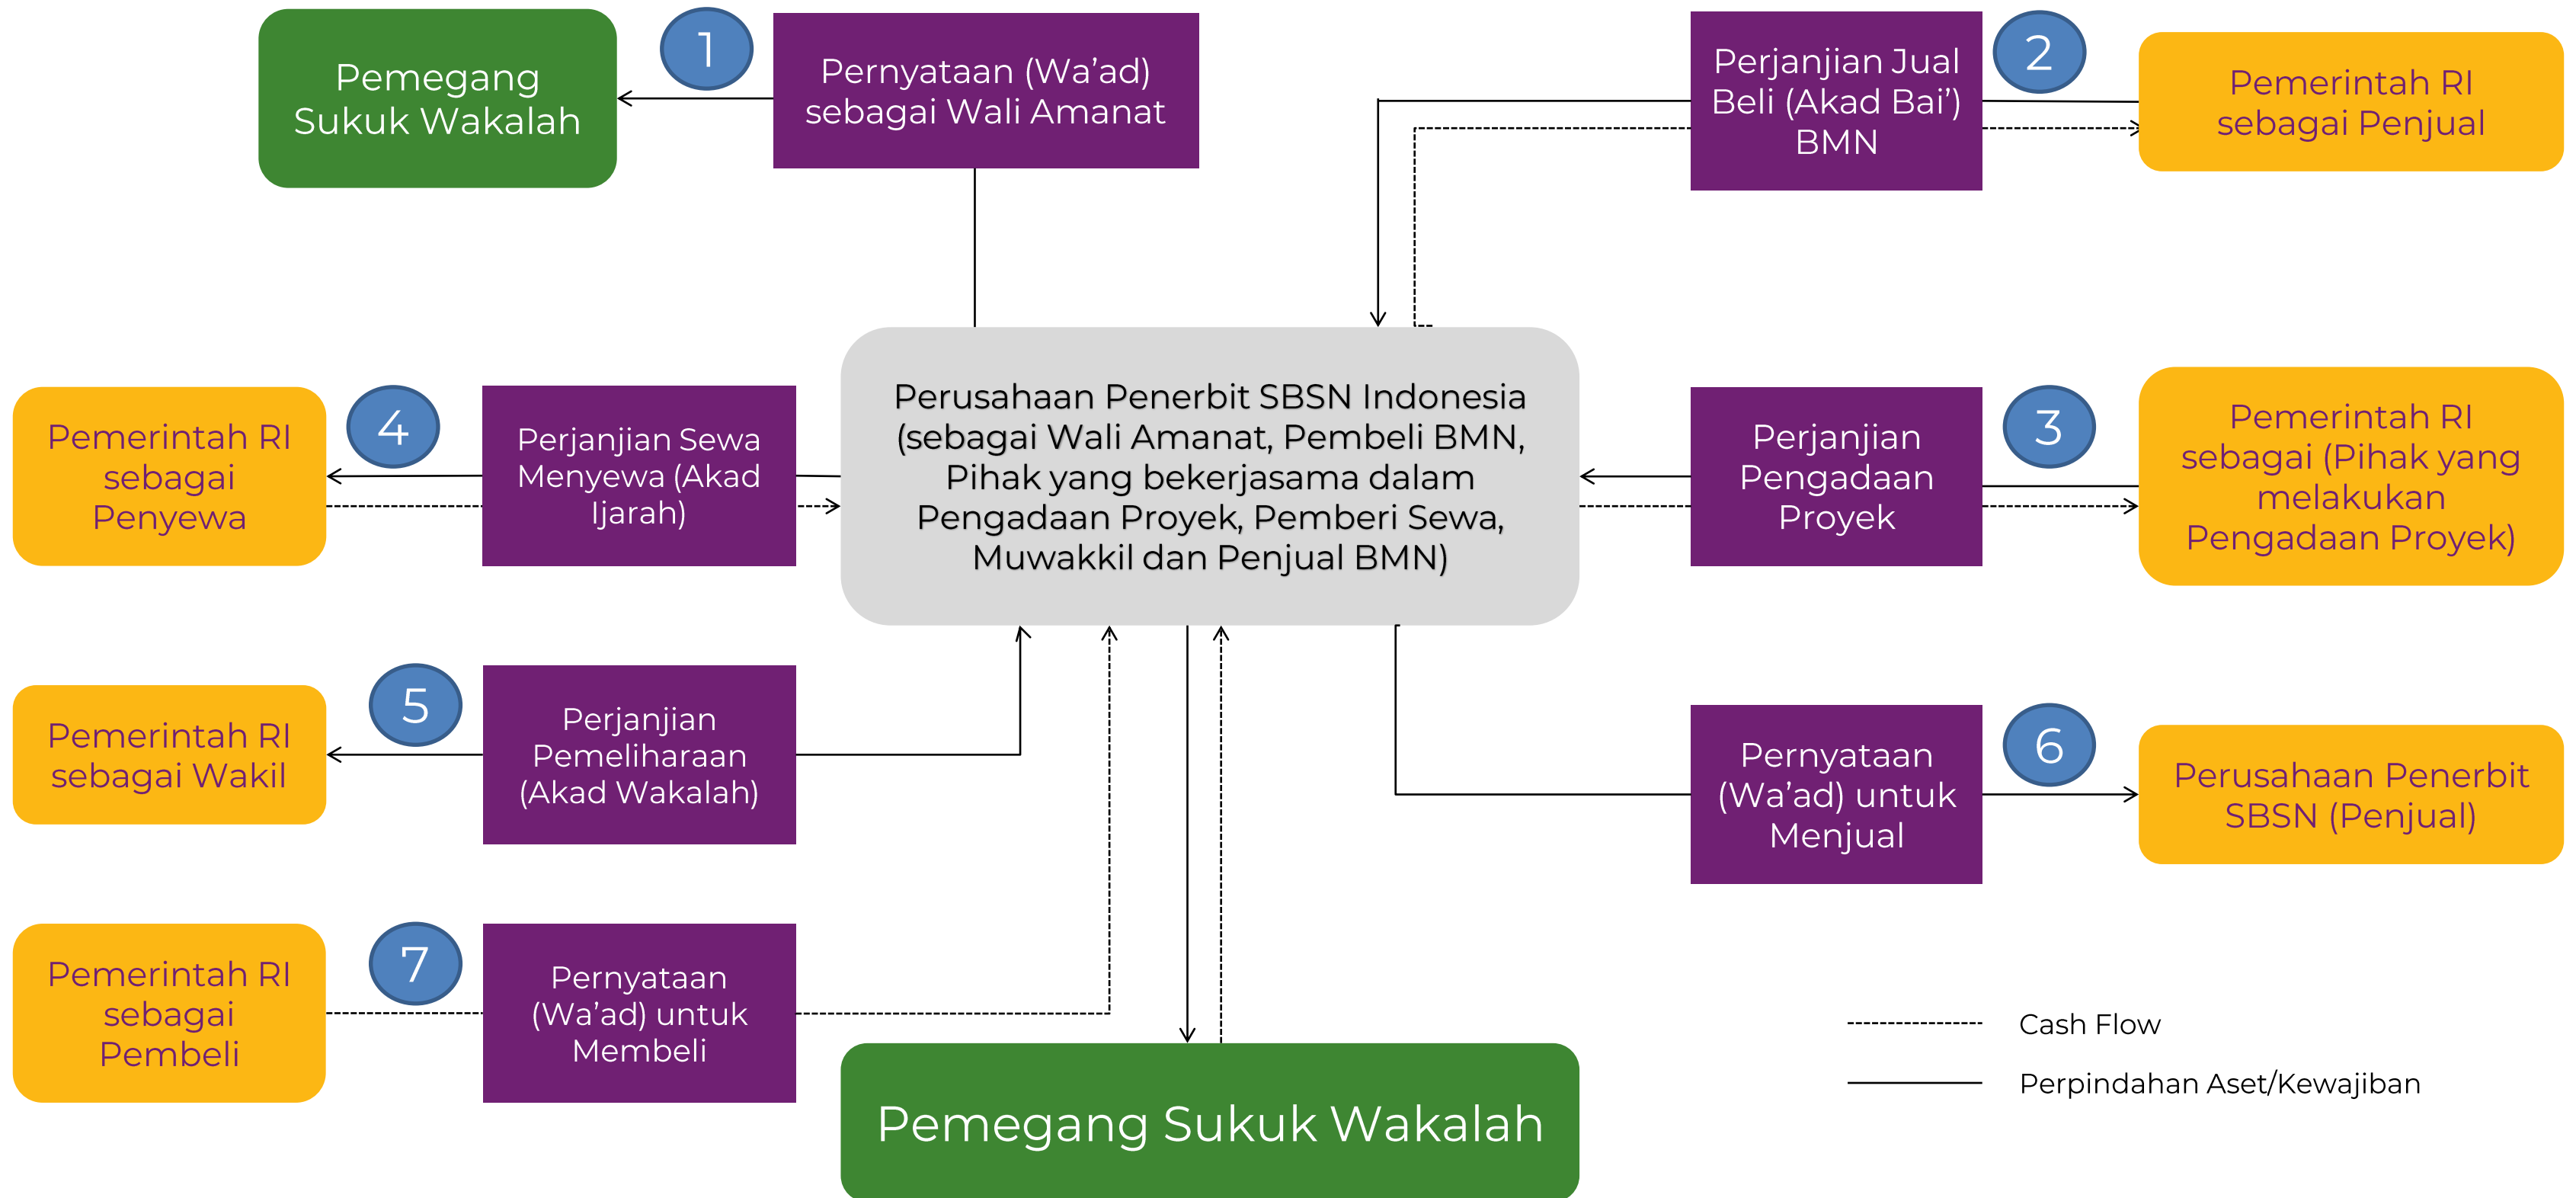 Pemegang
Sukuk Wakalah
1
Pernyataan (Wa’ad)
sebagai Wali Amanat
Perjanjian Jual
Beli (Akad Bai’)
BMN
2
Pemerintah RI
sebagai Penjual
Pemerintah RI
sebagai
Penyewa
4
Perjanjian Sewa
Menyewa (Akad
Ijarah)
Perusahaan Penerbit SBSN Indonesia
(sebagai Wali Amanat, Pembeli BMN,
Pihak yang bekerjasama dalam
Pengadaan Proyek, Pemberi Sewa,
Muwakkil dan Penjual BMN)
Perjanjian
Pengadaan
Proyek
3
Pemerintah RI
sebagai (Pihak yang
melakukan
Pengadaan Proyek)
Pemerintah RI
sebagai Wakil
5
Perjanjian
Pemeliharaan
(Akad Wakalah)
Pernyataan
(Wa’ad) untuk
Menjual
6
Perusahaan Penerbit
SBSN (Penjual)
Pemerintah RI
sebagai
Pembeli
7
Pernyataan
(Wa’ad) untuk
Membeli
Cash Flow
Perpindahan Aset/Kewajiban
Pemegang Sukuk Wakalah